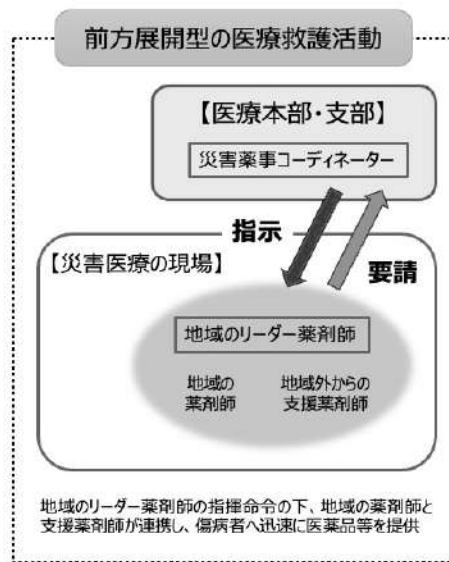 前方展開型の医療救護活動
【医療本部・支部】
災害薬事コーディネーター
指示
要請
【災害医療の現場】
地域のリーダー薬剤師
地域の
薬剤師
地域外からの
支援薬剤師
地域のリーダー薬剤師の指揮命令の下、地域の薬剤師と
支援薬剤師が連携し、傷病者へ迅速に医薬品等を提供